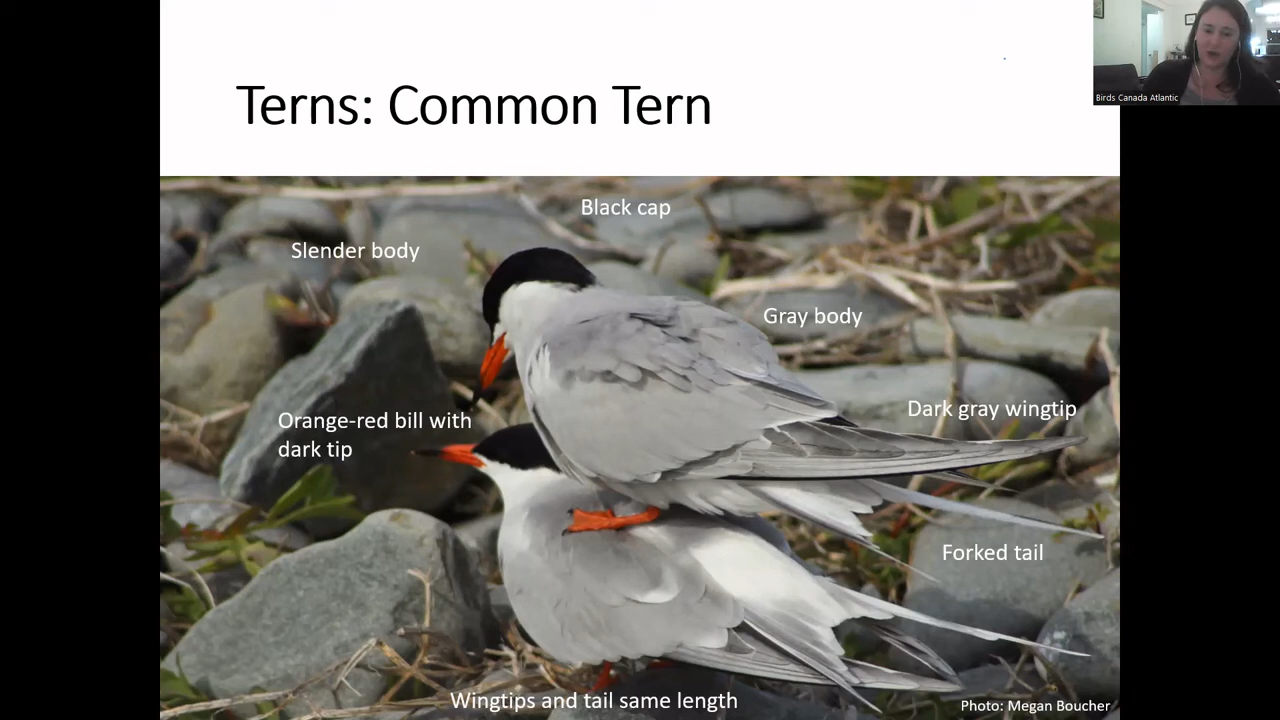 Terns: Common Tern
Birds Canada Atlantic
Black cap
Slender body
Gray body
Dark gray wingtip
Orange-red bill with
dark tip
Forked tail
Wingtips and tail same length
Photo: Megan Boucher